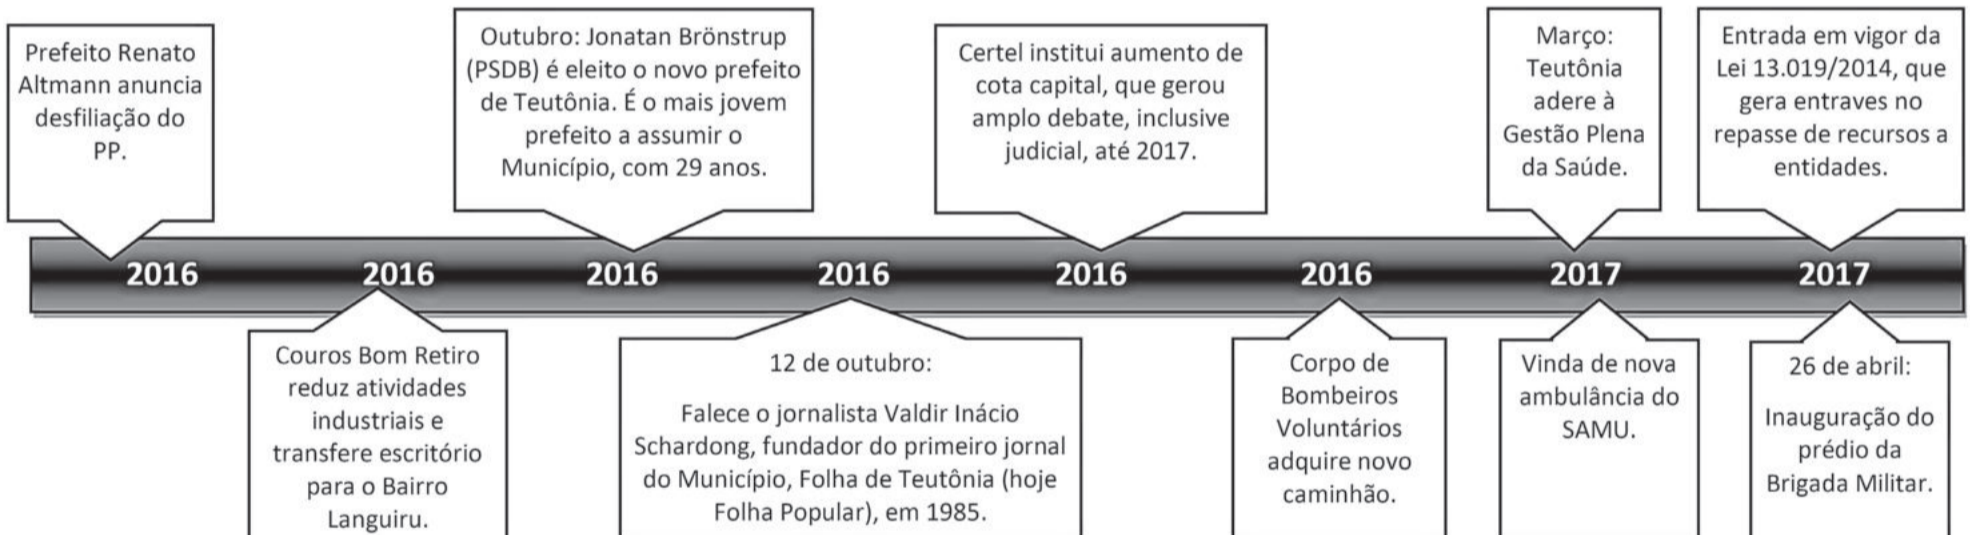 Prefeito Renato
Altmann anuncia
desfiliação do
PP.
Outubro: Jonatan Brönstrup
(PSDB) é eleito o novo prefeito
de Teutônia. É o mais jovem
prefeito a assumir o
Município, com 29 anos.
Certel institui aumento de
cota capital, que gerou
amplo debate, inclusive
judicial, até 2017.
Março:
Teutônia
adere à
Gestão Plena
da Saúde.
Entrada em vigor da
Lei 13.019/2014, que
gera entraves no
repasse de recursos a
entidades.
2016 2016 2016 2016 2016 2016 2017 2017
Couros Bom Retiro
reduz atividades
industriais e
transfere escritório
para o Bairro
Languiru.
12 de outubro:
Falece o jornalista Valdir Inácio
Schardong, fundador do primeiro jornal
do Município, Folha de Teutônia (hoje
Folha Popular), em 1985.
Corpo de
Bombeiros
Voluntários
adquire novo
caminhão.
Vinda de nova
ambulância do
SAMU.
26 de abril:
Inauguração do
prédio da
Brigada Militar.